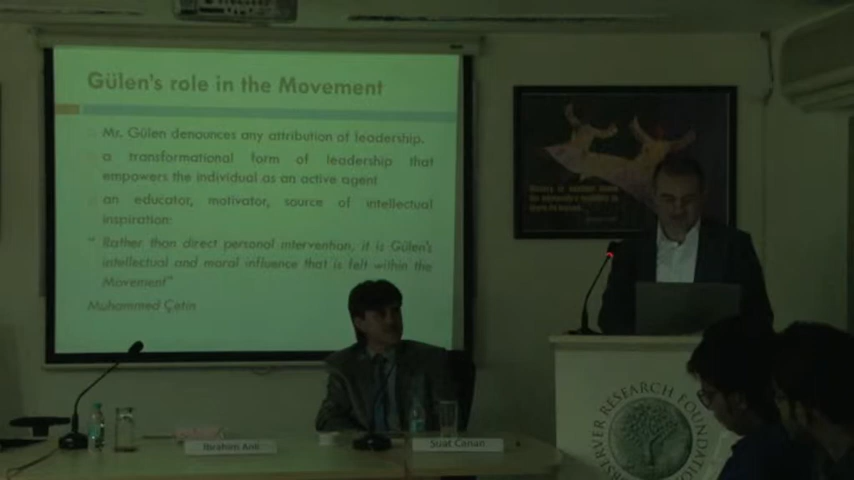 Gülen's role in the Movement
Mr. Gülen denounces any attribution of leadership.
a transformational form of leadership that
empowers the individual as an active agent
an educator, motivator, source of intellectual
inspiration:
" Rather than direct personal intervention, it is Gülen's
intellectual and moral influence that is felt within the
Movement"
Muhammed Çetin
Ibrahim Anli
Suat Canan
OBSERVER RESEARCH FOUNDATION